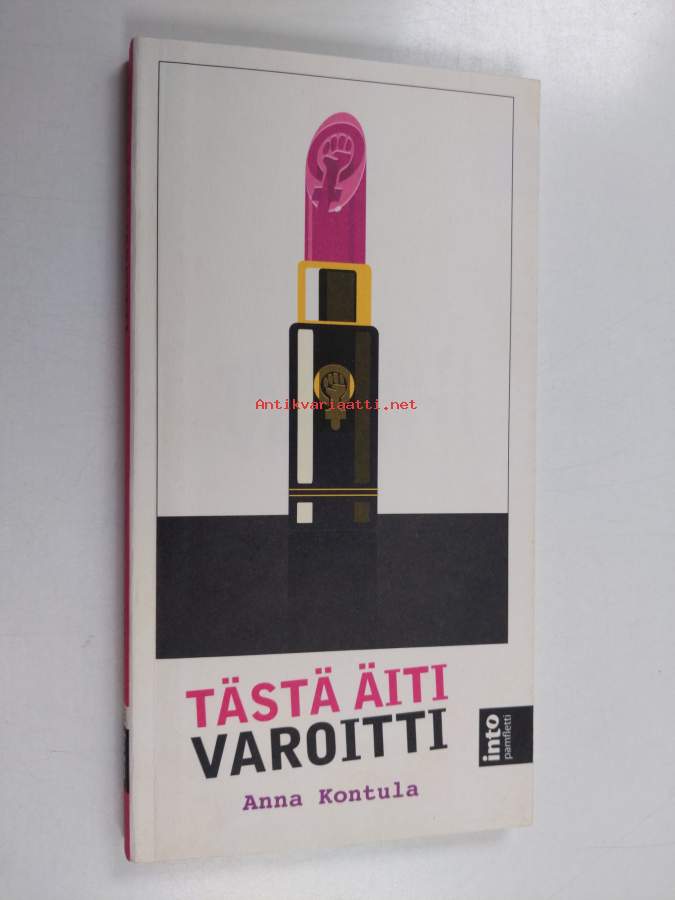 Antikvariaatti.net
TÄSTÄ ÄITI
VAROITTI
Anna Kontula
into
pamfletti